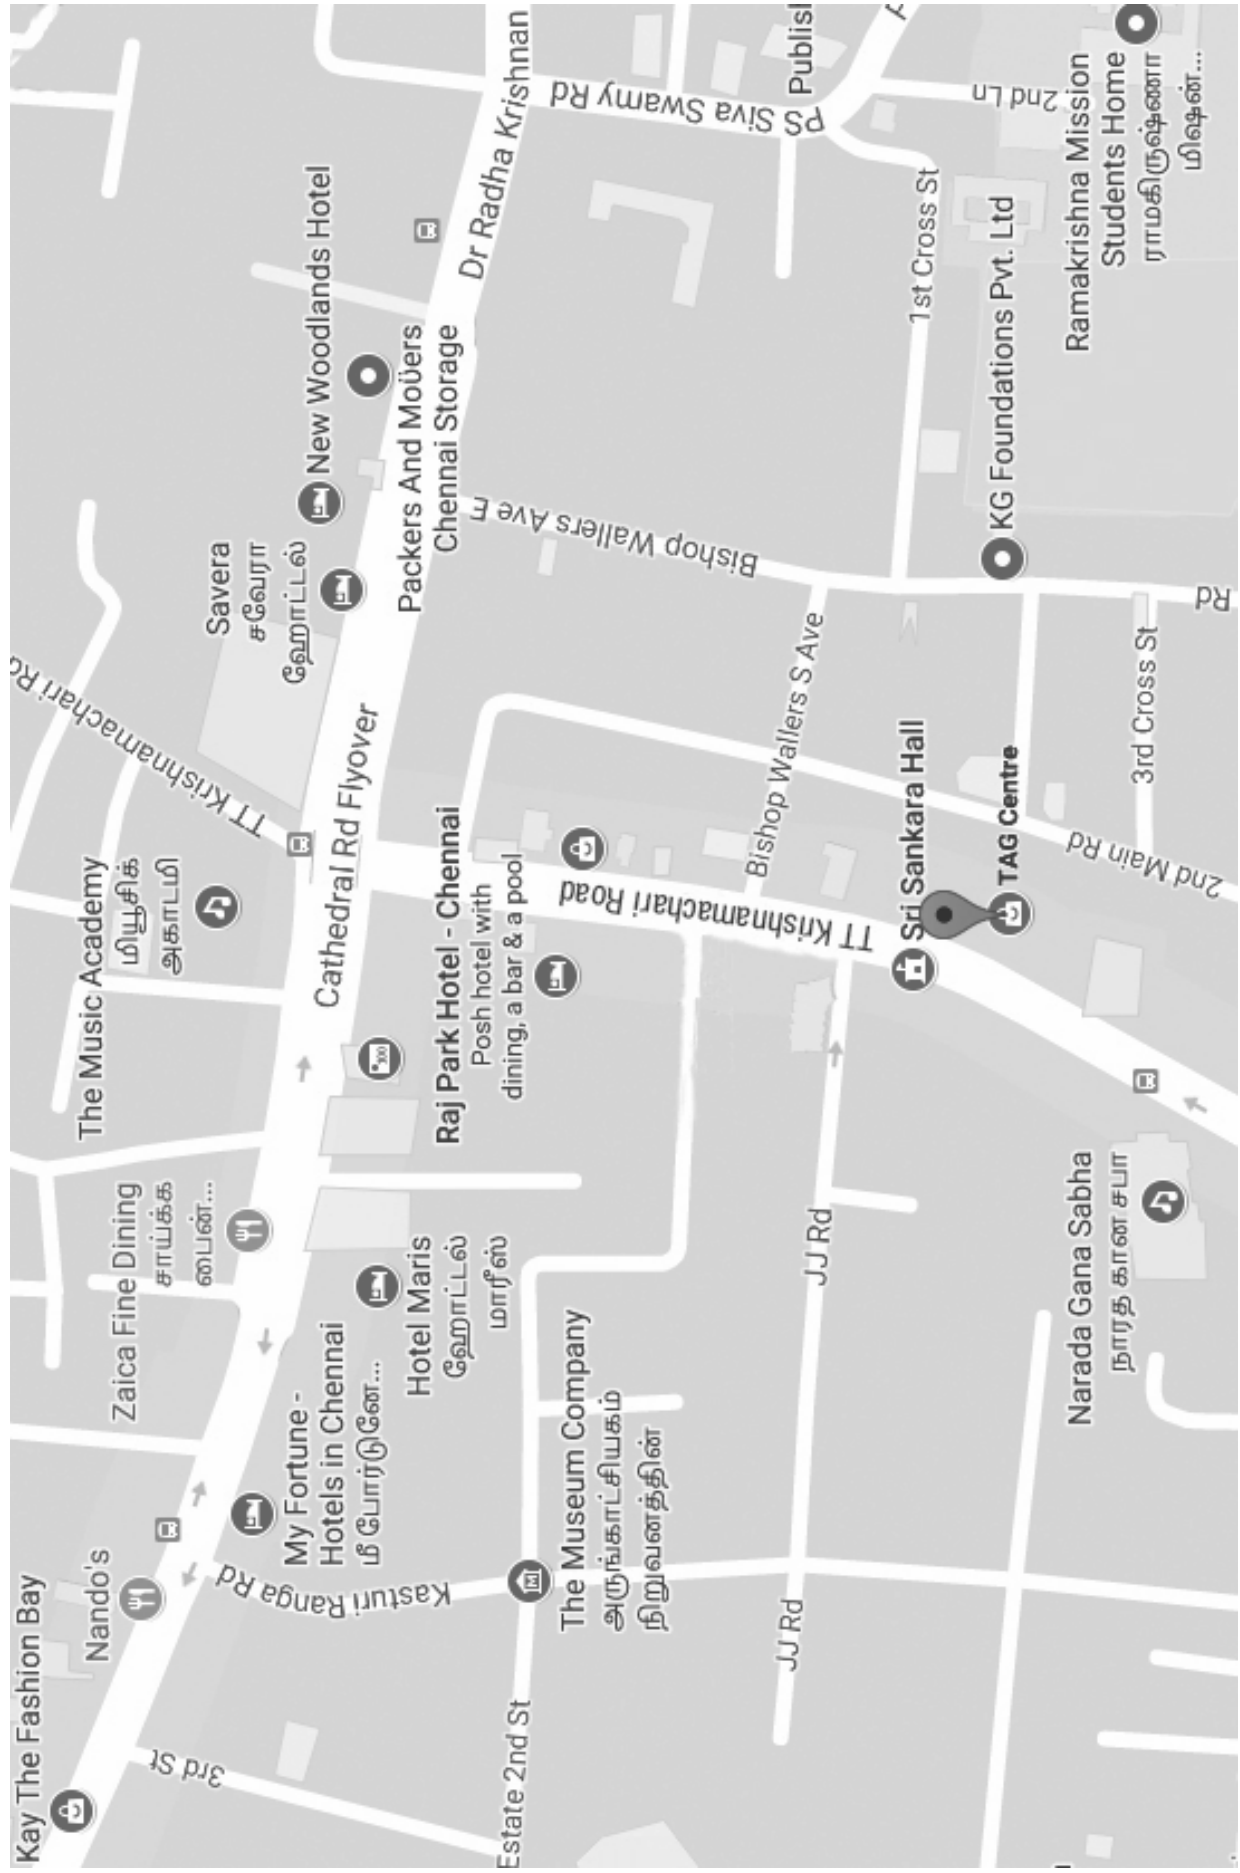 Kay The Fashion Bay
Nando's
Zaica Fine Dining
சாய்க்க
பைன்...
The Music Academy
மியூசிக்
அகாடமி
TT Krishnamachari Rd
Savera
சவேரா
ஹோட்டல்
New Woodlands Hotel
My Fortune -
Hotels in Chennai
மீ போர்டுனே...
Hotel Maris
ஹோட்டல்
மாரீஸ்
Cathedral Rd Flyover
Packers And Moüers
Chennai Storage
Dr Radha Krishnan
3rd St
Kasturi Ranga Rd
Raj Park Hotel - Chennai
Posh hotel with
dining, a bar & a pool
Bishop Wallers Ave E
PS Siva Swamy Rd
Publis
Estate 2nd St
The Museum Company
அருங்காட்சியகம்
நிறுவனத்தின்
TT Krishnamachari Road
Bishop Wallers S Ave
JJ Rd
JJ Rd
Sri Sankara Hall
1st Cross St
2nd Ln
TAG Centre
KG Foundations Pvt. Ltd
Narada Gana Sabha
நாரத கான சபா
2nd Main Rd
3rd Cross St
Rd
Ramakrishna Mission
Students Home
ராமகிருஷ்ணா
மிஷன்...